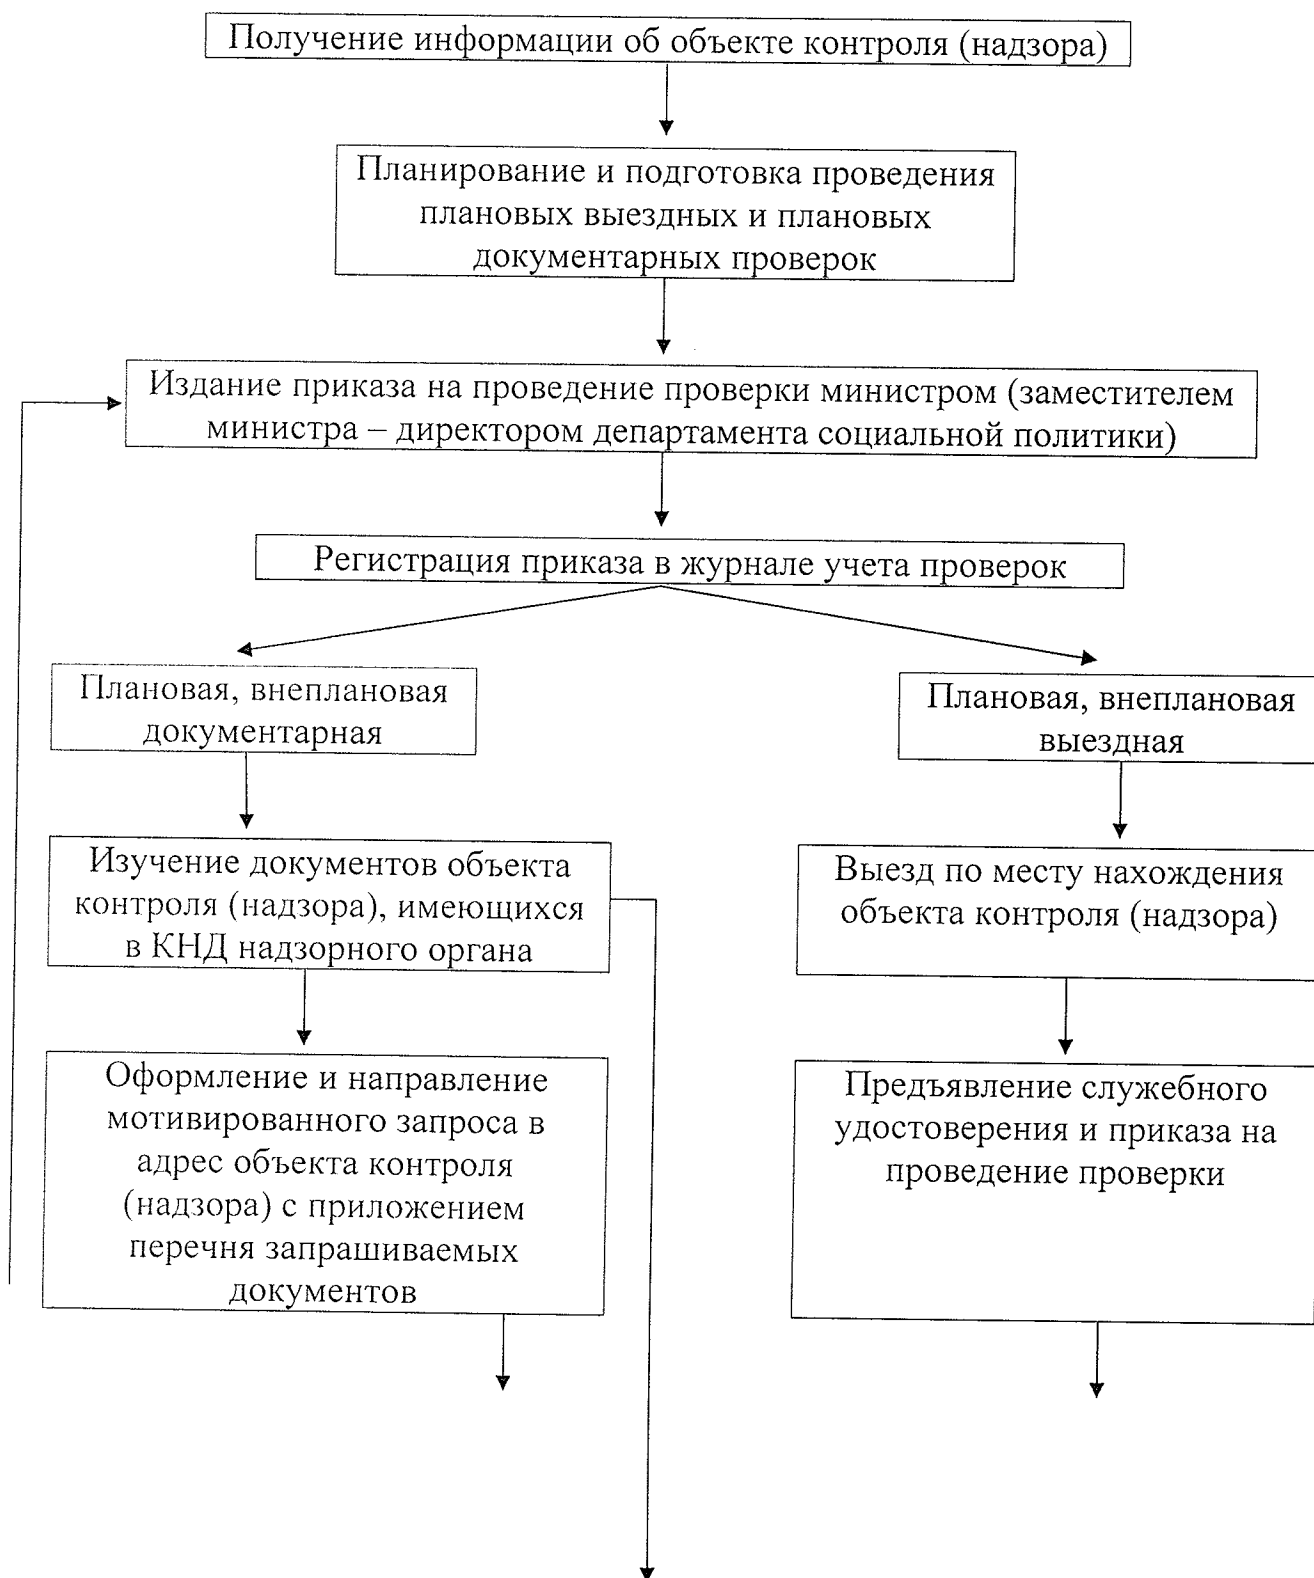 Получение информации об объекте контроля (надзора)
Планирование и подготовка проведения
плановых выездных и плановых
документарных проверок
Издание приказа на проведение проверки министром (заместителем
министра – директором департамента социальной политики)
Регистрация приказа в журнале учета проверок
Плановая, внеплановая
документарная
Плановая, внеплановая
выездная
Изучение документов объекта
контроля (надзора), имеющихся
в КНД надзорного органа
Выезд по месту нахождения
объекта контроля (надзора)
Оформление и направление
мотивированного запроса в
адрес объекта контроля
(надзора) с приложением
перечня запрашиваемых
документов
Предъявление служебного
удостоверения и приказа на
проведение проверки